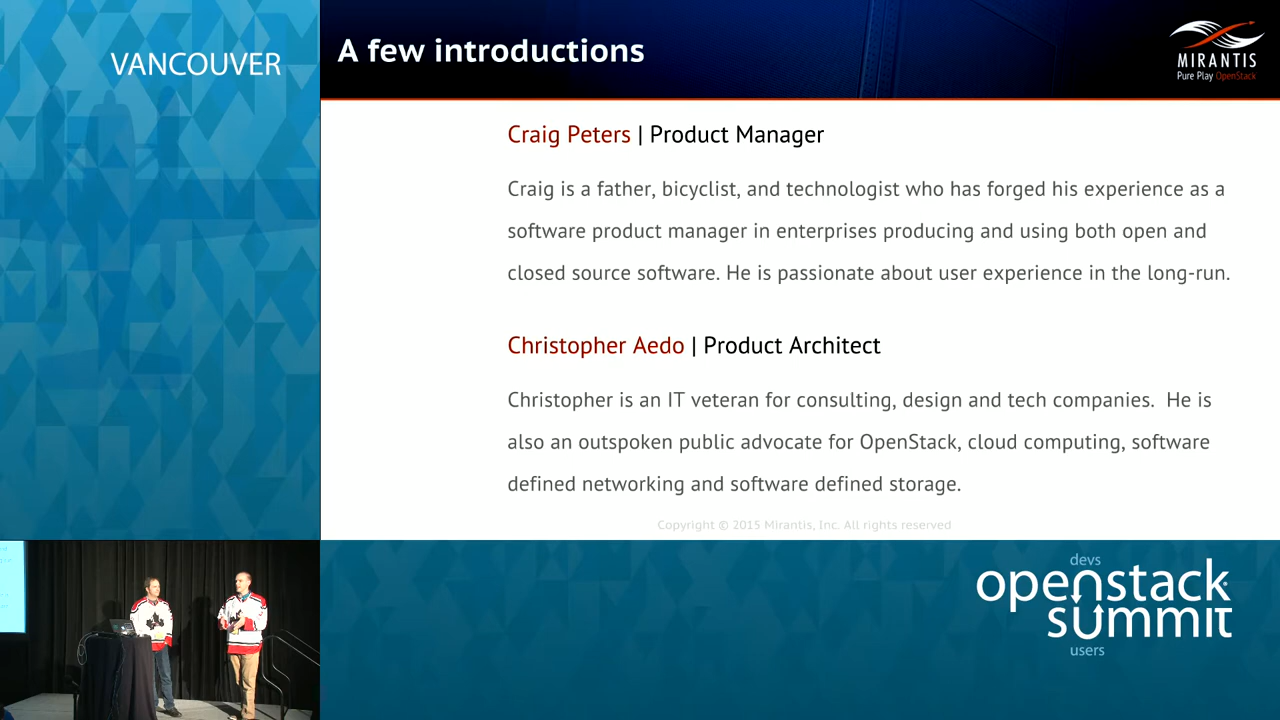 VANCOUVER
A few introductions
MIRANTIS
Pure Play OpenStack
Craig Peters | Product Manager
Craig is a father, bicyclist, and technologist who has forged his experience as a
software product manager in enterprises producing and using both open and
closed source software. He is passionate about user experience in the long-run.
Christopher Aedo | Product Architect
Christopher is an IT veteran for consulting, design and tech companies.  He is
also an outspoken public advocate for OpenStack, cloud computing, software
defined networking and software defined storage.
Copyright © 2015 Mirantis, Inc. All rights reserved
devs
openstack
summit
users